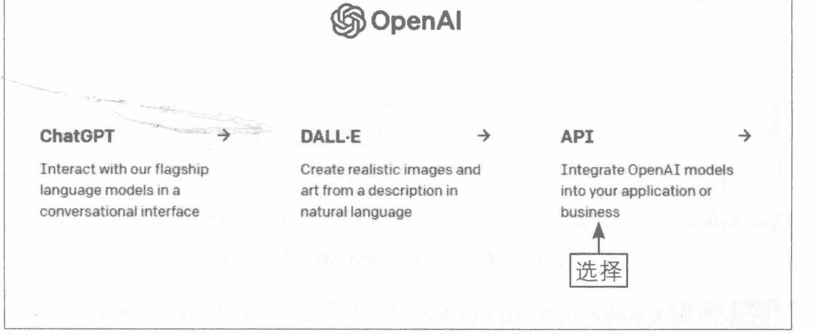 OpenAI
ChatGPT →
Interact with our flagship
language models in a
conversational interface
DALL·E →
Create realistic images and
art from a description in
natural language
API →
Integrate OpenAI models
into your application or
business
选择